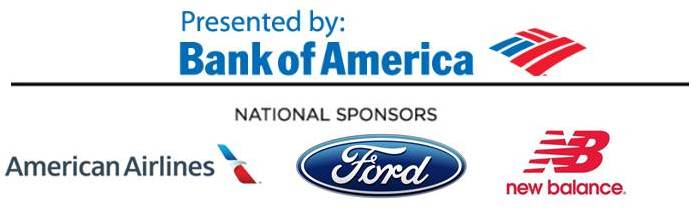 Presented by:
Bank of America
NATIONAL SPONSORS
American Airlines
Ford
NB
new balance.